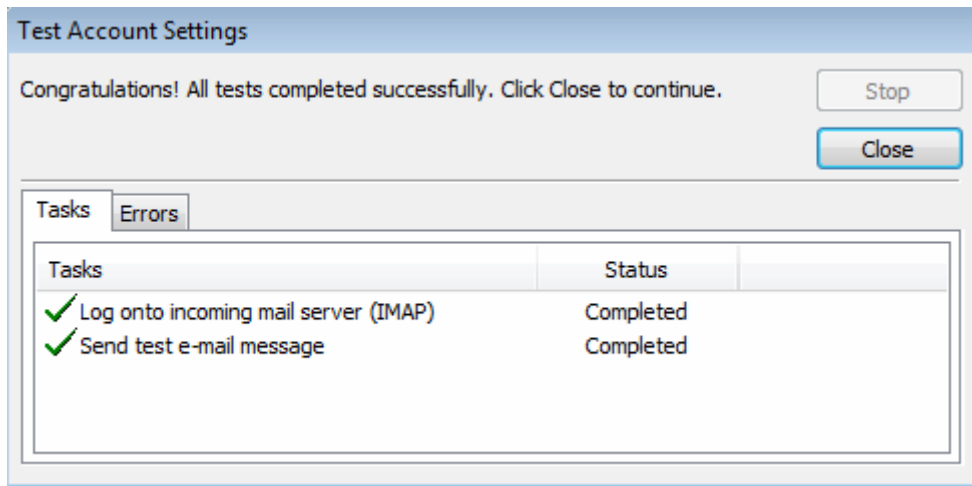 Test Account Settings
Congratulations! All tests completed successfully. Click Close to continue.
Stop
Close
Tasks Errors
Tasks Status
Log onto incoming mail server (IMAP) Completed
Send test e-mail message Completed